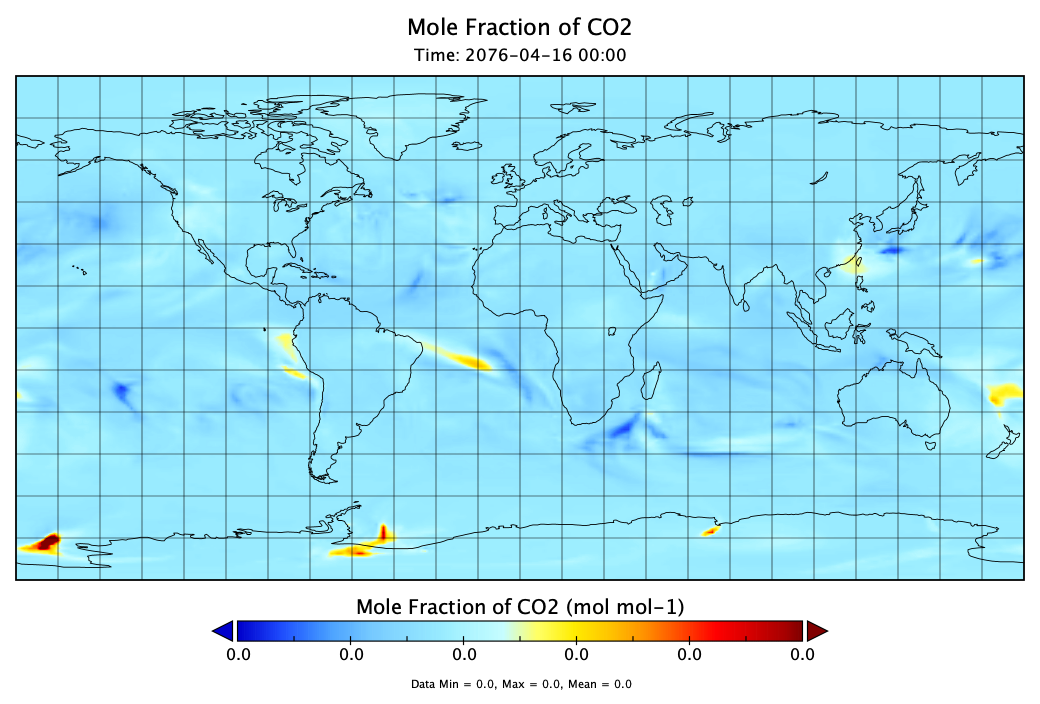 Mole Fraction of CO2
Time: 2076-04-16 00:00
Mole Fraction of CO2 (mol mol-1)
0.0 0.0 0.0 0.0 0.0 0.0
Data Min = 0.0, Max = 0.0, Mean = 0.0